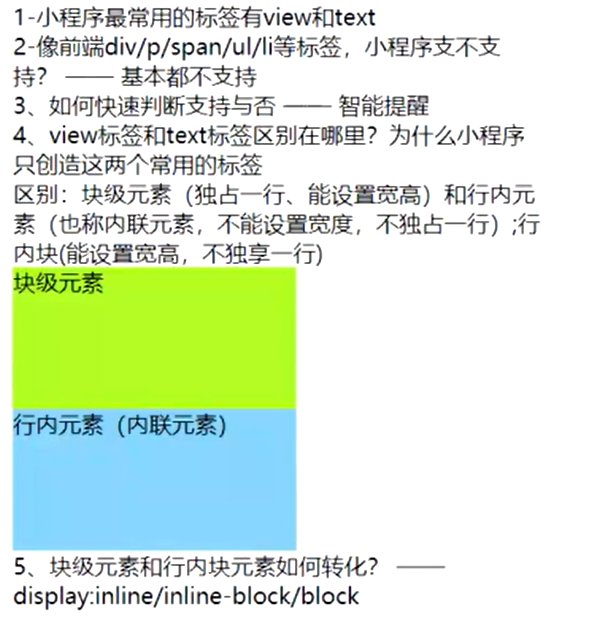 1-小程序最常用的标签有view和text
2-像前端div/p/span/ul/li等标签，小程序支不支
持？ —— 基本都不支持
3、如何快速判断支持与否 —— 智能提醒
4、view标签和text标签区别在哪里？为什么小程序
只创造这两个常用的标签
区别：块级元素（独占一行、能设置宽高）和行内元
素（也称内联元素，不能设置宽度，不独占一行）;行
内块(能设置宽高，不独享一行)
块级元素
行内元素（内联元素）
5、块级元素和行内块元素如何转化？ ——
display:inline/inline-block/block